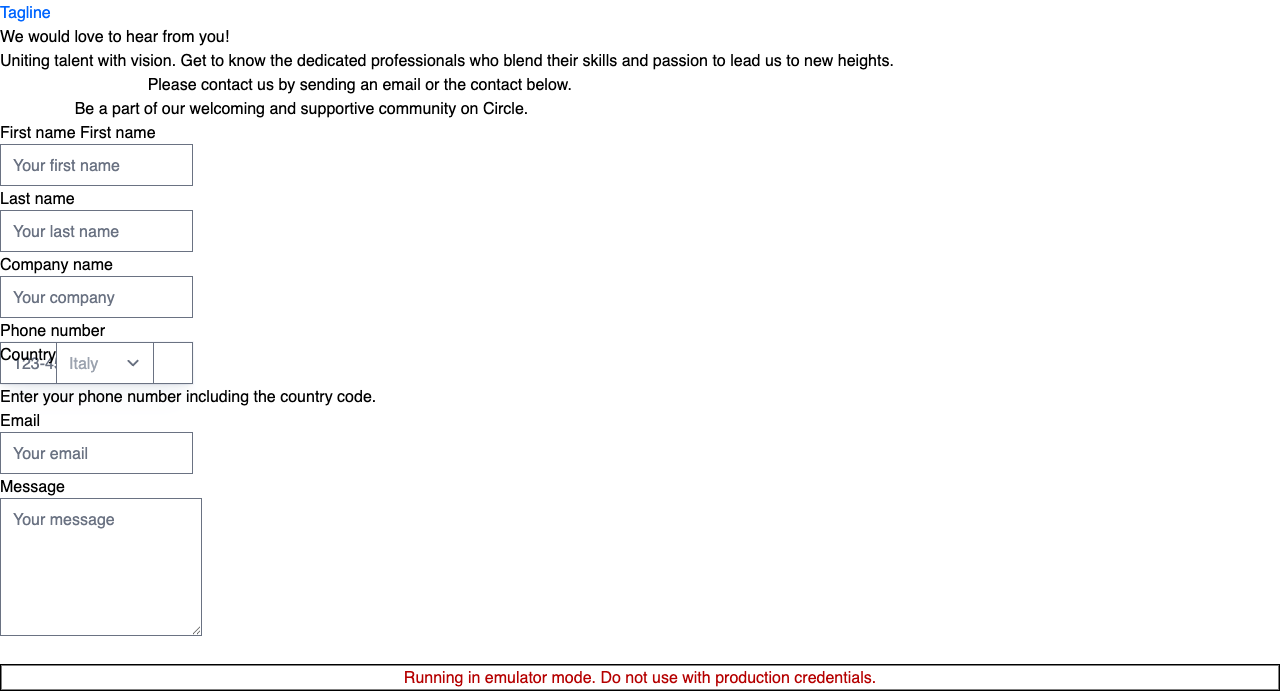 Tagline
We would love to hear from you!
Uniting talent with vision. Get to know the dedicated professionals who blend their skills and passion to lead us to new heights.
Please contact us by sending an email or the contact below.
Be a part of our welcoming and supportive community on Circle.
First name First name
Your first name
Last name
Your last name
Company name
Your company
Phone number
Country
123-45 Italy
Enter your phone number including the country code.
Email
Your email
Message
Your message
Running in emulator mode. Do not use with production credentials.